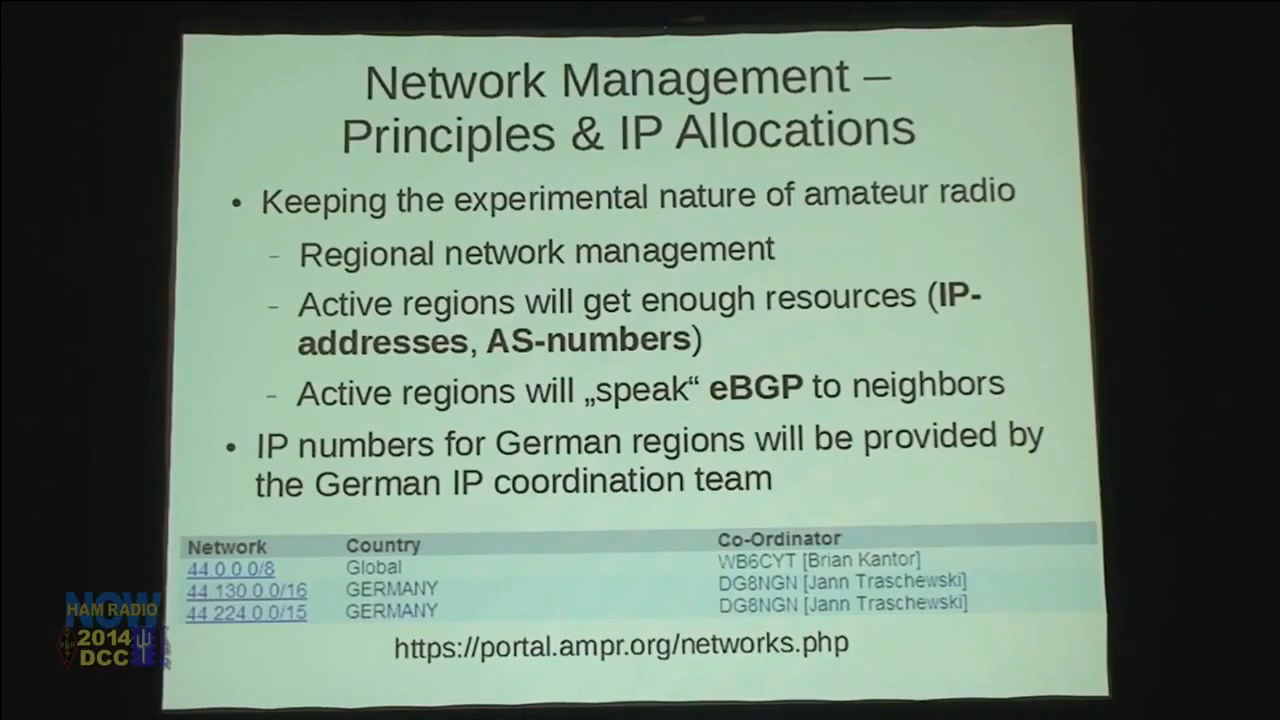 Network Management –
Principles & IP Allocations
• Keeping the experimental nature of amateur radio
- Regional network management
- Active regions will get enough resources (IP-
addresses, AS-numbers)
- Active regions will „speak“ eBGP to neighbors
• IP numbers for German regions will be provided by
the German IP coordination team
Network Country Co-Ordinator
44.0.0.0/8 Global WB6CYT [Brian Kantor]
44.130.0.0/16 GERMANY DG8NGN [Jann Traschewski]
44.224.0.0/15 GERMANY DG8NGN [Jann Traschewski]
https://portal.ampr.org/networks.php
NOW
HAM RADIO
2014
DCC